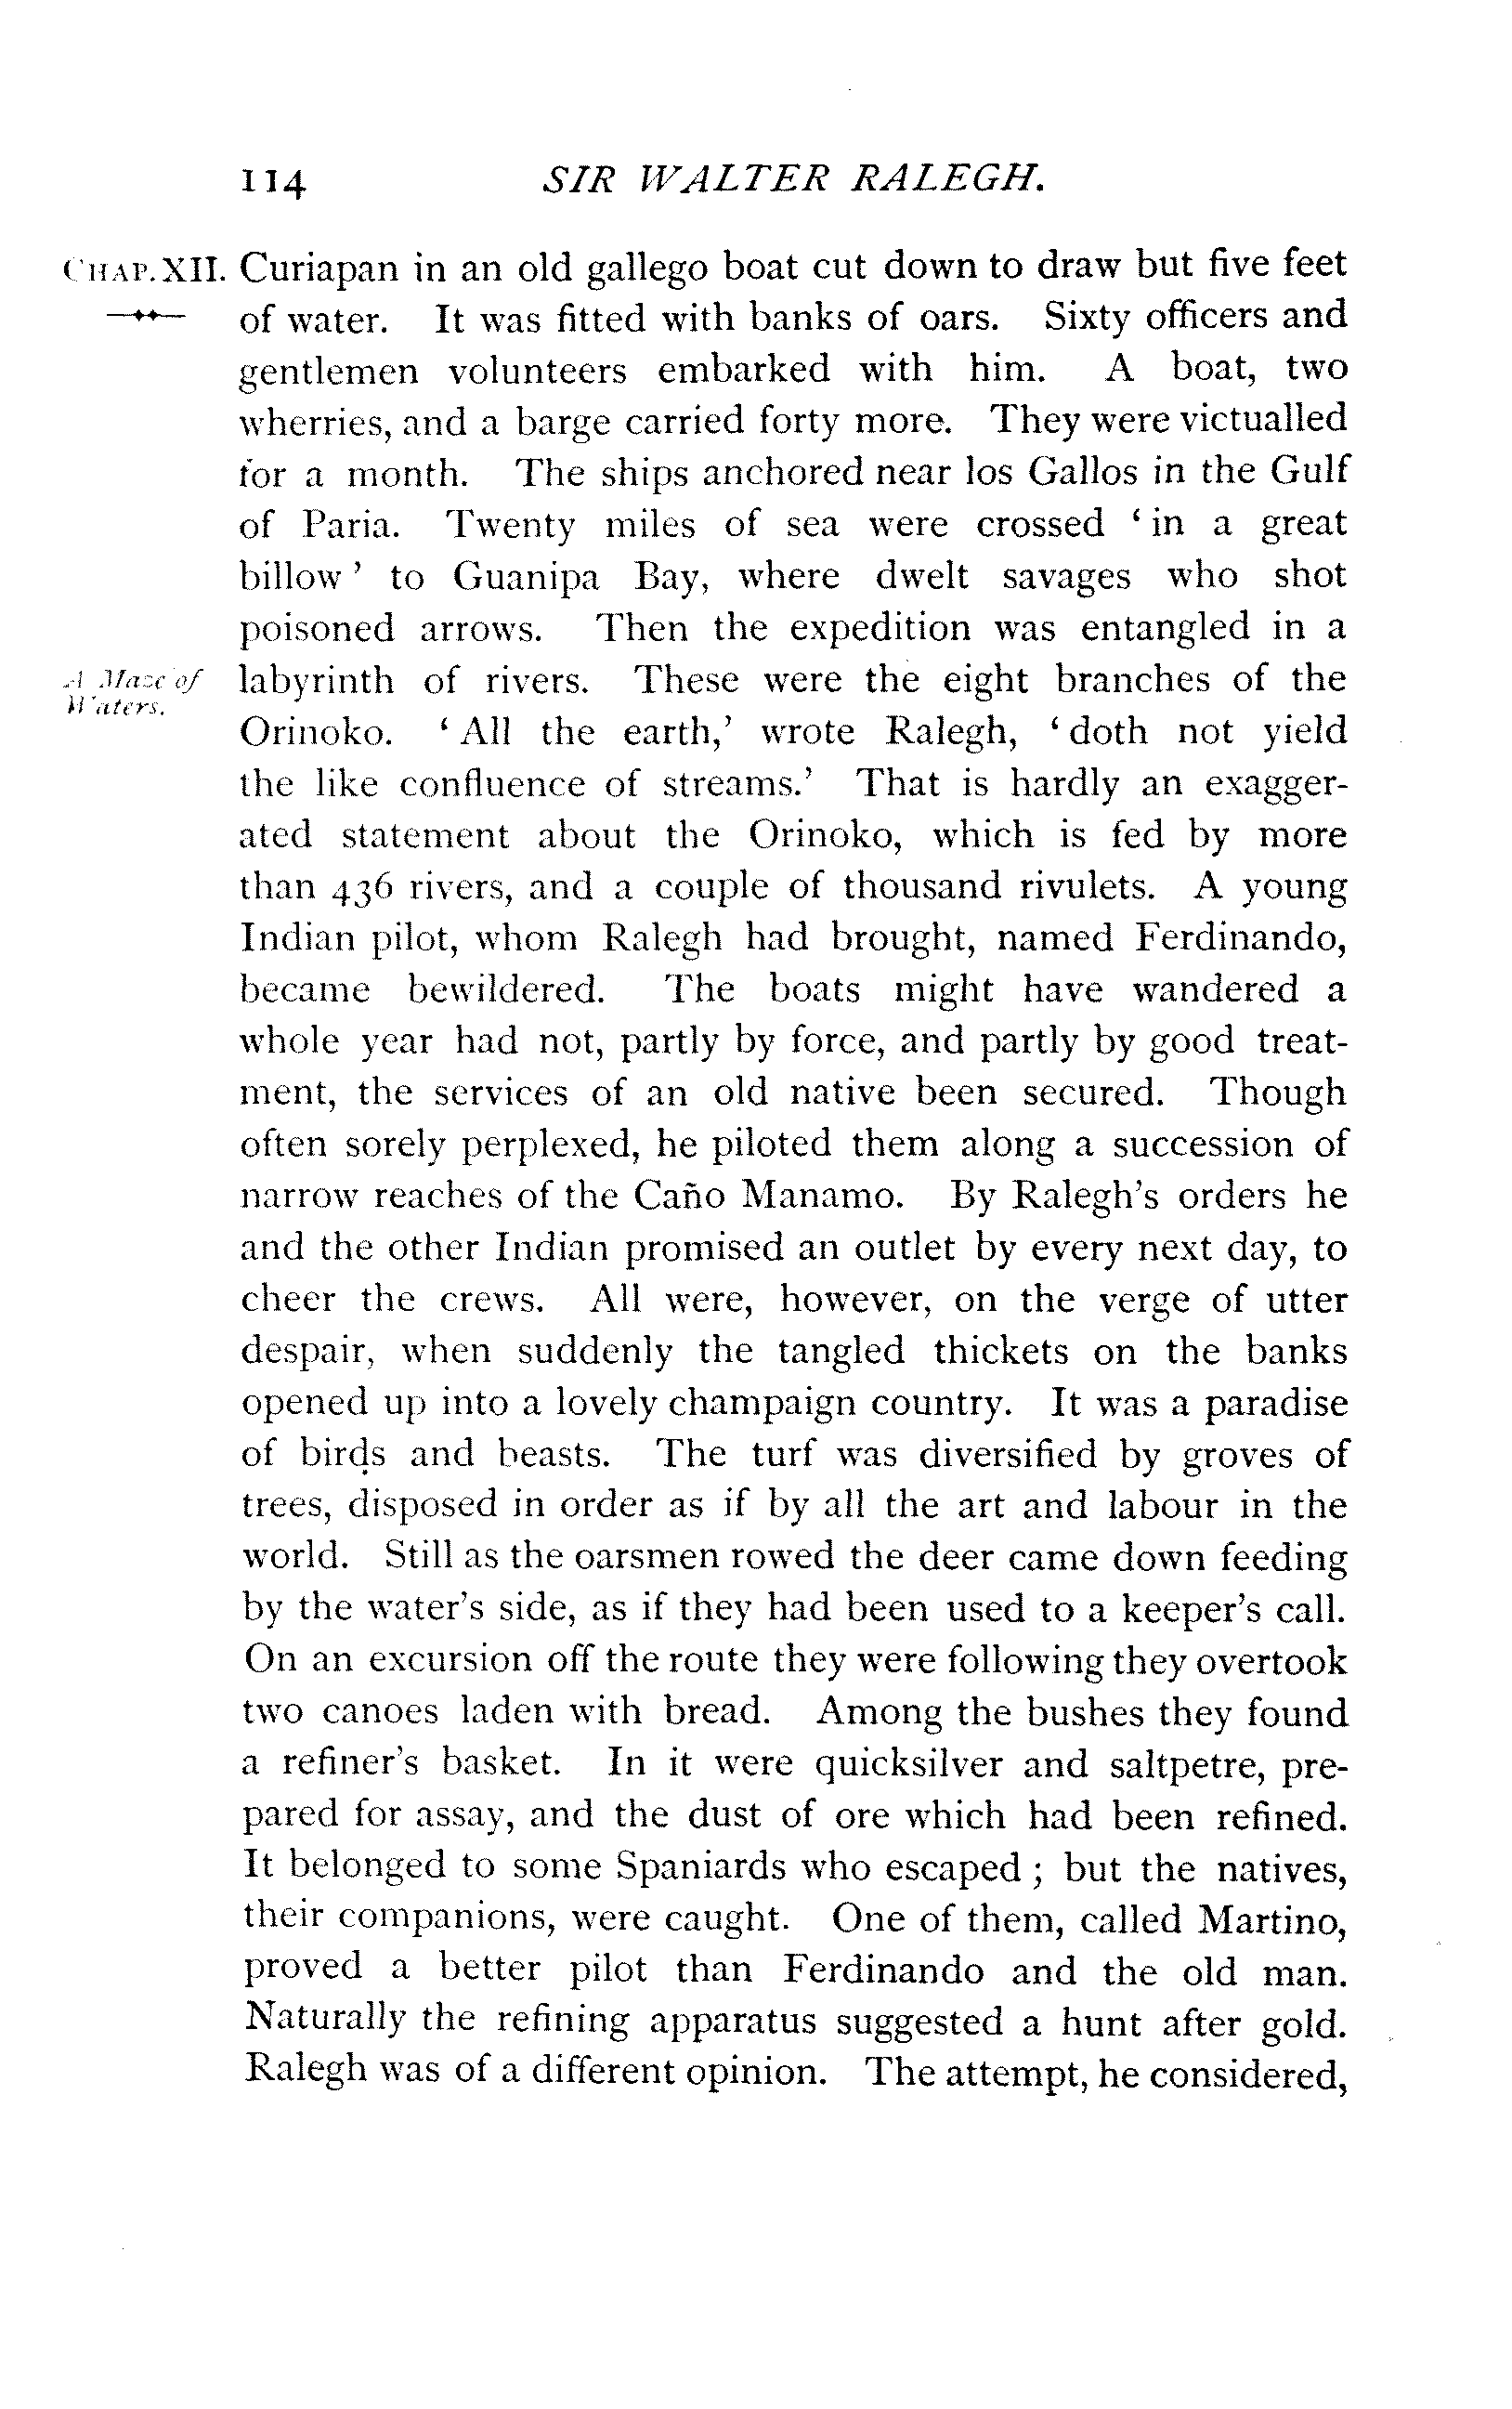 114 SIR WALTER RALEGH.
CHAP. XII. Curiapan in an old gallego boat cut down to draw but five feet
of water. It was fitted with banks of oars. Sixty officers and
gentlemen volunteers embarked with him. A boat, two
wherries, and a barge carried forty more. They were victualled
for a month. The ships anchored near los Gallos in the Gulf
of Paria. Twenty miles of sea were crossed ‘in a great
billow’ to Guanipa Bay, where dwelt savages who shot
poisoned arrows. Then the expedition was entangled in a
A Maze of
Waters.
labyrinth of rivers. These were the eight branches of the
Orinoko. ‘All the earth,’ wrote Ralegh, ‘doth not yield
the like confluence of streams.’ That is hardly an exagger-
ated statement about the Orinoko, which is fed by more
than 436 rivers, and a couple of thousand rivulets. A young
Indian pilot, whom Ralegh had brought, named Ferdinando,
became bewildered. The boats might have wandered a
whole year had not, partly by force, and partly by good treat-
ment, the services of an old native been secured. Though
often sorely perplexed, he piloted them along a succession of
narrow reaches of the Caño Manamo. By Ralegh’s orders he
and the other Indian promised an outlet by every next day, to
cheer the crews. All were, however, on the verge of utter
despair, when suddenly the tangled thickets on the banks
opened up into a lovely champaign country. It was a paradise
of birds and beasts. The turf was diversified by groves of
trees, disposed in order as if by all the art and labour in the
world. Still as the oarsmen rowed the deer came down feeding
by the water’s side, as if they had been used to a keeper’s call.
On an excursion off the route they were following they overtook
two canoes laden with bread. Among the bushes they found
a refiner’s basket. In it were quicksilver and saltpetre, pre-
pared for assay, and the dust of ore which had been refined.
It belonged to some Spaniards who escaped; but the natives,
their companions, were caught. One of them, called Martino,
proved a better pilot than Ferdinando and the old man.
Naturally the refining apparatus suggested a hunt after gold.
Ralegh was of a different opinion. The attempt, he considered,